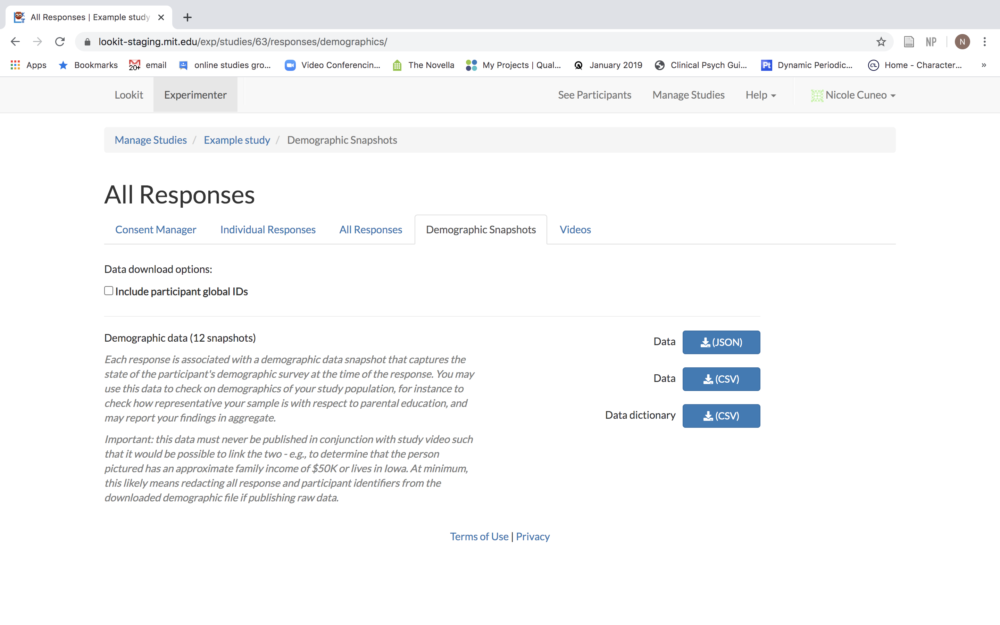 All Responses | Example study
lookit-staging.mit.edu/exp/studies/63/responses/demographics/
NP
N
Apps
Bookmarks
20+
email
online studies gro...
Video Conferencin...
The Novella
My Projects | Qual...
January 2019
Clinical Psych Gui...
Pt
Dynamic Periodic...
CL
Home - Character...
»
Lookit
Experimenter
See Participants
Manage Studies
Help
Nicole Cuneo
Manage Studies / Example study / Demographic Snapshots
All Responses
Consent Manager
Individual Responses
All Responses
Demographic Snapshots
Videos
Data download options:
Include participant global IDs
Demographic data (12 snapshots)
Each response is associated with a demographic data snapshot that captures the
state of the participant's demographic survey at the time of the response. You may
use this data to check on demographics of your study population, for instance to
check how representative your sample is with respect to parental education, and
may report your findings in aggregate.
Important: this data must never be published in conjunction with study video such
that it would be possible to link the two - e.g., to determine that the person
pictured has an approximate family income of $50K or lives in Iowa. At minimum,
this likely means redacting all response and participant identifiers from the
downloaded demographic file if publishing raw data.
Data (JSON)
Data (CSV)
Data dictionary (CSV)
Terms of Use | Privacy